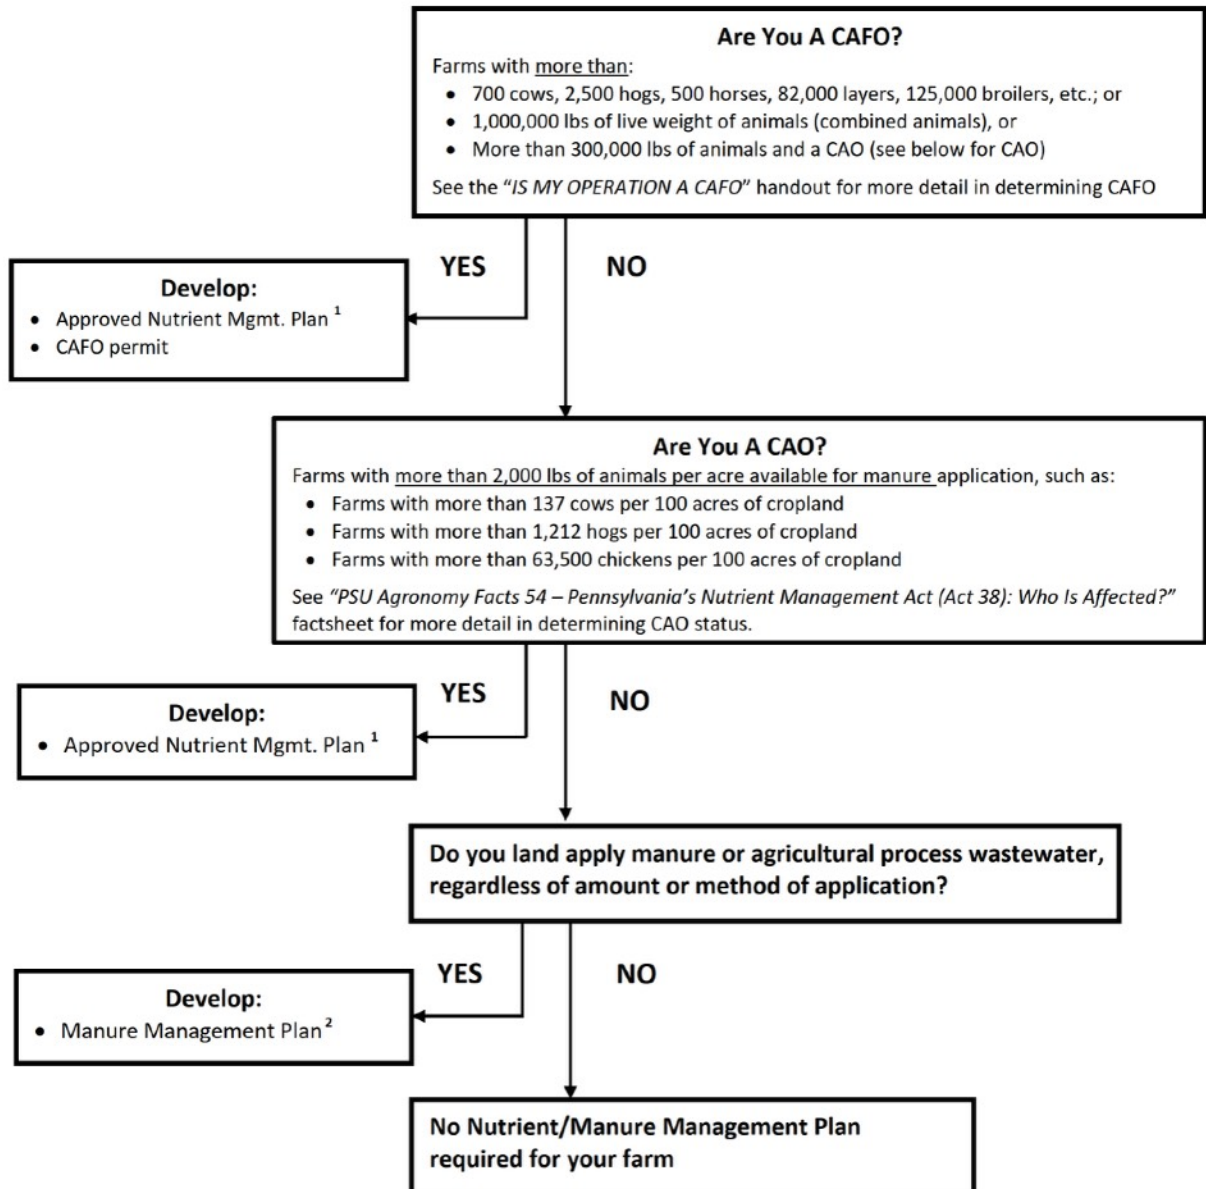 Are You A CAFO?
Farms with more than:
• 700 cows, 2,500 hogs, 500 horses, 82,000 layers, 125,000 broilers, etc.; or
• 1,000,000 lbs of live weight of animals (combined animals), or
• More than 300,000 lbs of animals and a CAO (see below for CAO)
See the "IS MY OPERATION A CAFO" handout for more detail in determining CAFO
YES
NO
Develop:
• Approved Nutrient Mgmt. Plan 1
• CAFO permit
Are You A CAO?
Farms with more than 2,000 lbs of animals per acre available for manure application, such as:
• Farms with more than 137 cows per 100 acres of cropland
• Farms with more than 1,212 hogs per 100 acres of cropland
• Farms with more than 63,500 chickens per 100 acres of cropland
See "PSU Agronomy Facts 54 – Pennsylvania's Nutrient Management Act (Act 38): Who Is Affected?"
factsheet for more detail in determining CAO status.
YES
NO
Develop:
• Approved Nutrient Mgmt. Plan 1
Do you land apply manure or agricultural process wastewater,
regardless of amount or method of application?
YES
NO
Develop:
• Manure Management Plan 2
No Nutrient/Manure Management Plan
required for your farm